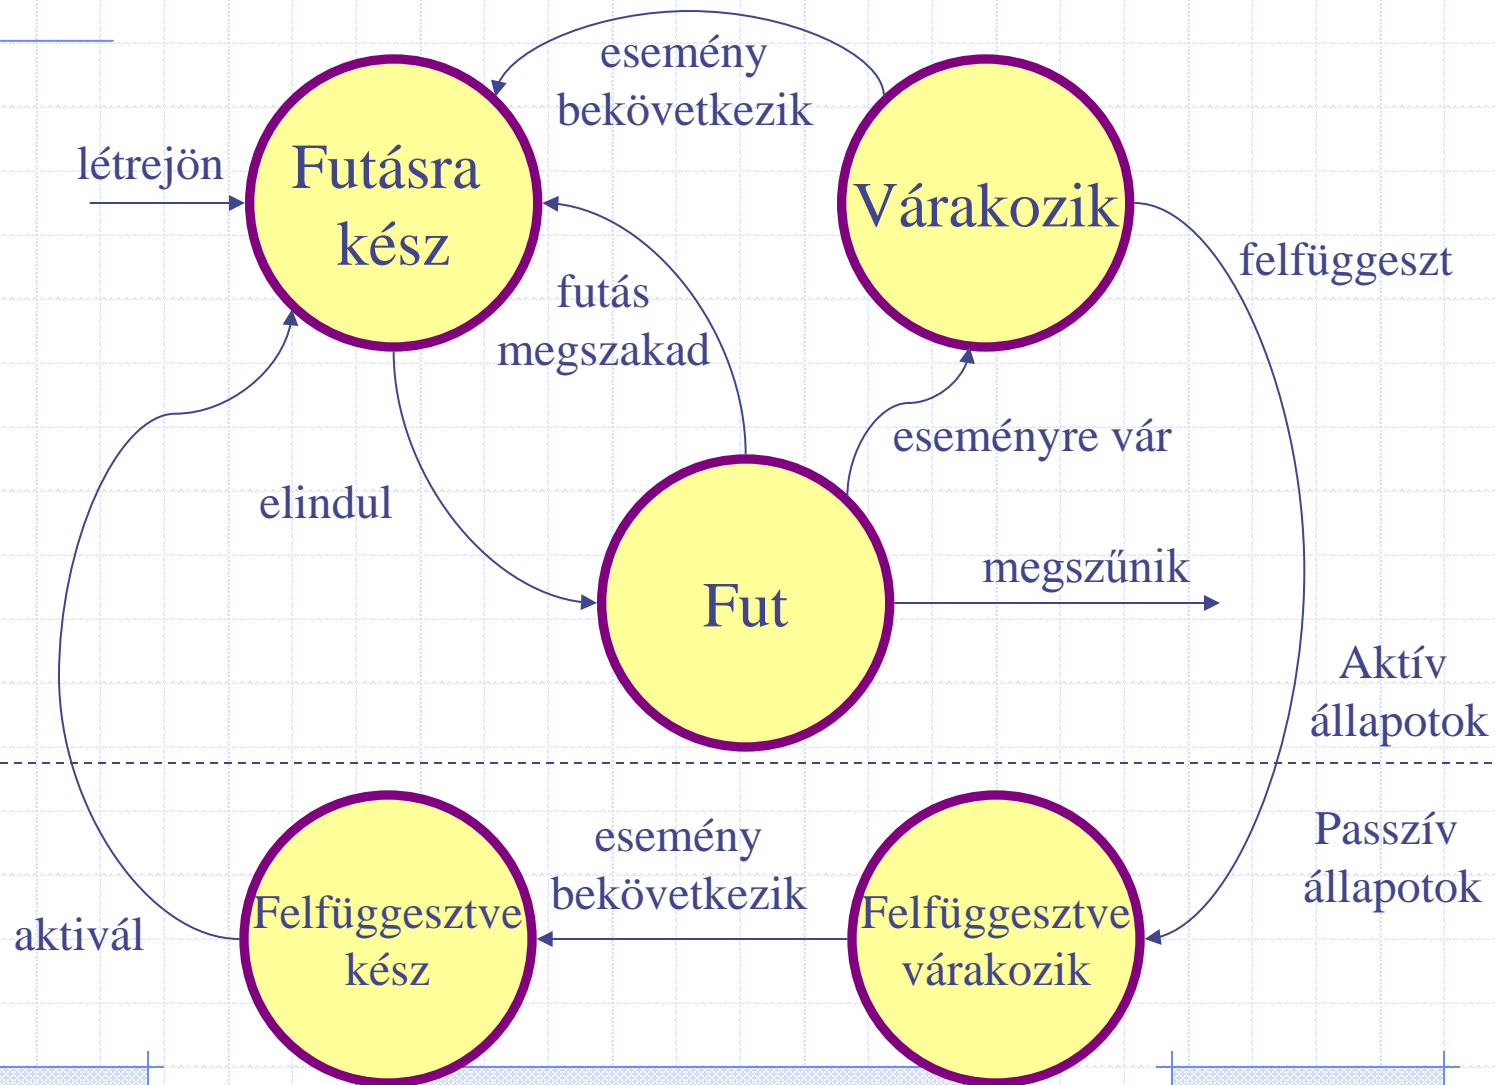 esemény
bekövetkezik
létrejön
Futásra
kész
Várakozik
felfüggeszt
futás
megszakad
eseményre vár
elindul
megszűnik
Fut
Aktív
állapotok
Passzív
állapotok
esemény
bekövetkezik
aktivál
Felfüggesztve
kész
Felfüggesztve
várakozik